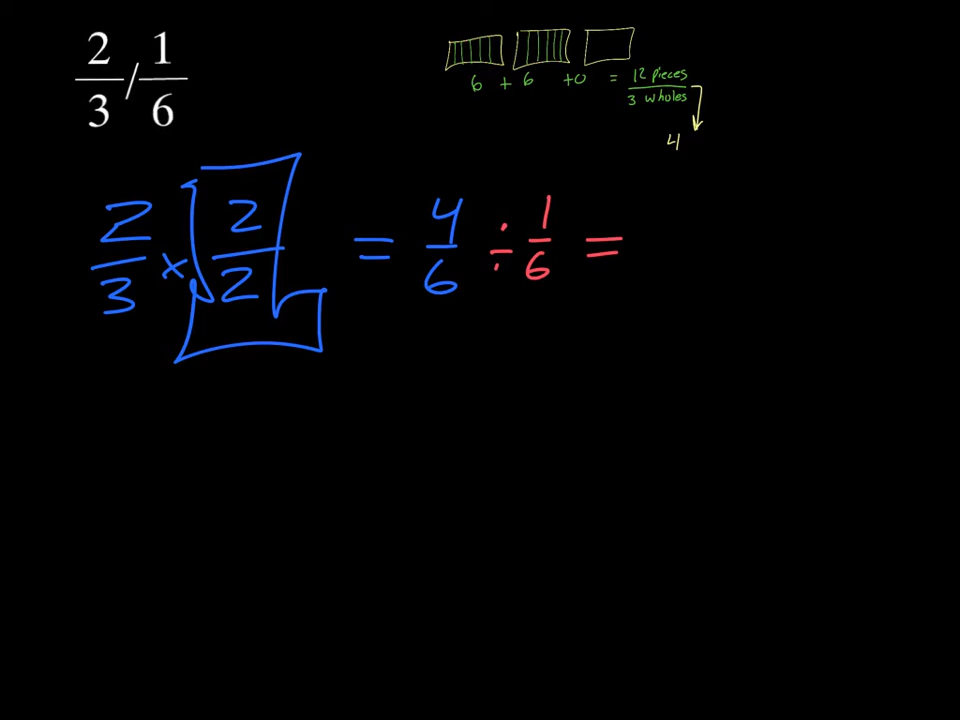 2/3 / 1/6
6 + 6 +0 = 12 pieces / 3 wholes
4
2/3 × 2/2 = 4/6 ÷ 1/6 =